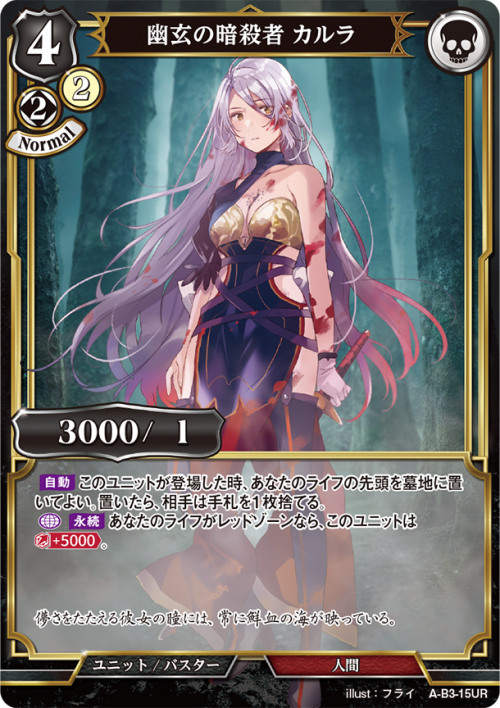 4
幽玄の暗殺者 カルラ
2
2
Normal
3000/ 1
自動 このユニットが登場した時、あなたのライフの先頭を墓地に置
いてよい。置いたら、相手は手札を1枚捨てる。
永続 あなたのライフがレッドゾーンなら、このユニットは
+5000。
儚さをたたえる彼女の瞳には、常に鮮血の海が映っている。
ユニット / バスター
人間
illust：フライ A-B3-15UR